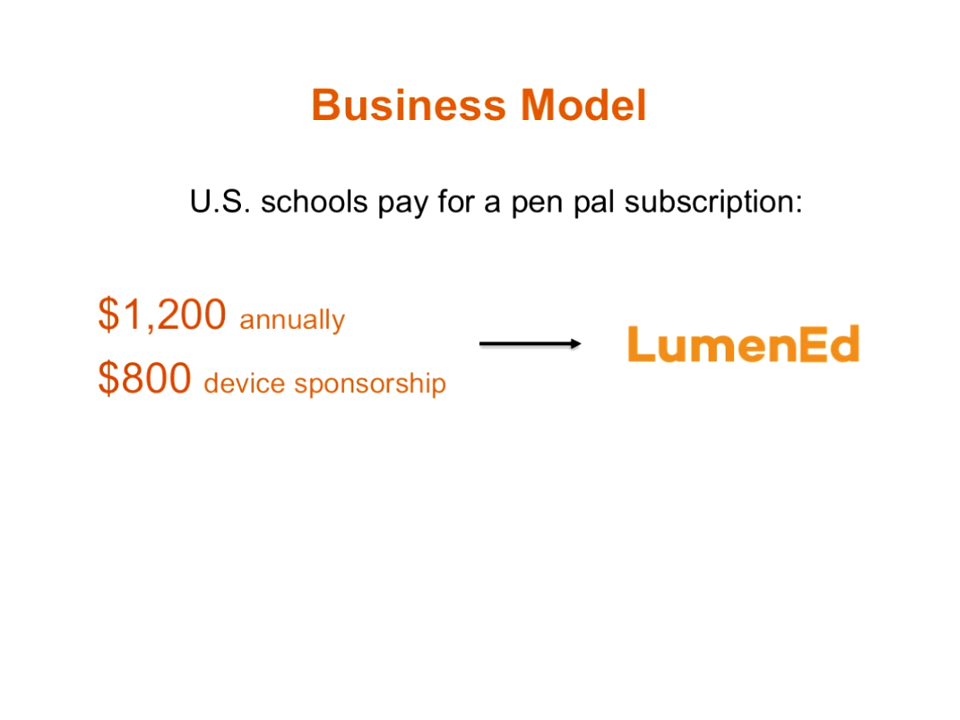 Business Model
U.S. schools pay for a pen pal subscription:
$1,200 annually
$800 device sponsorship
LumenEd